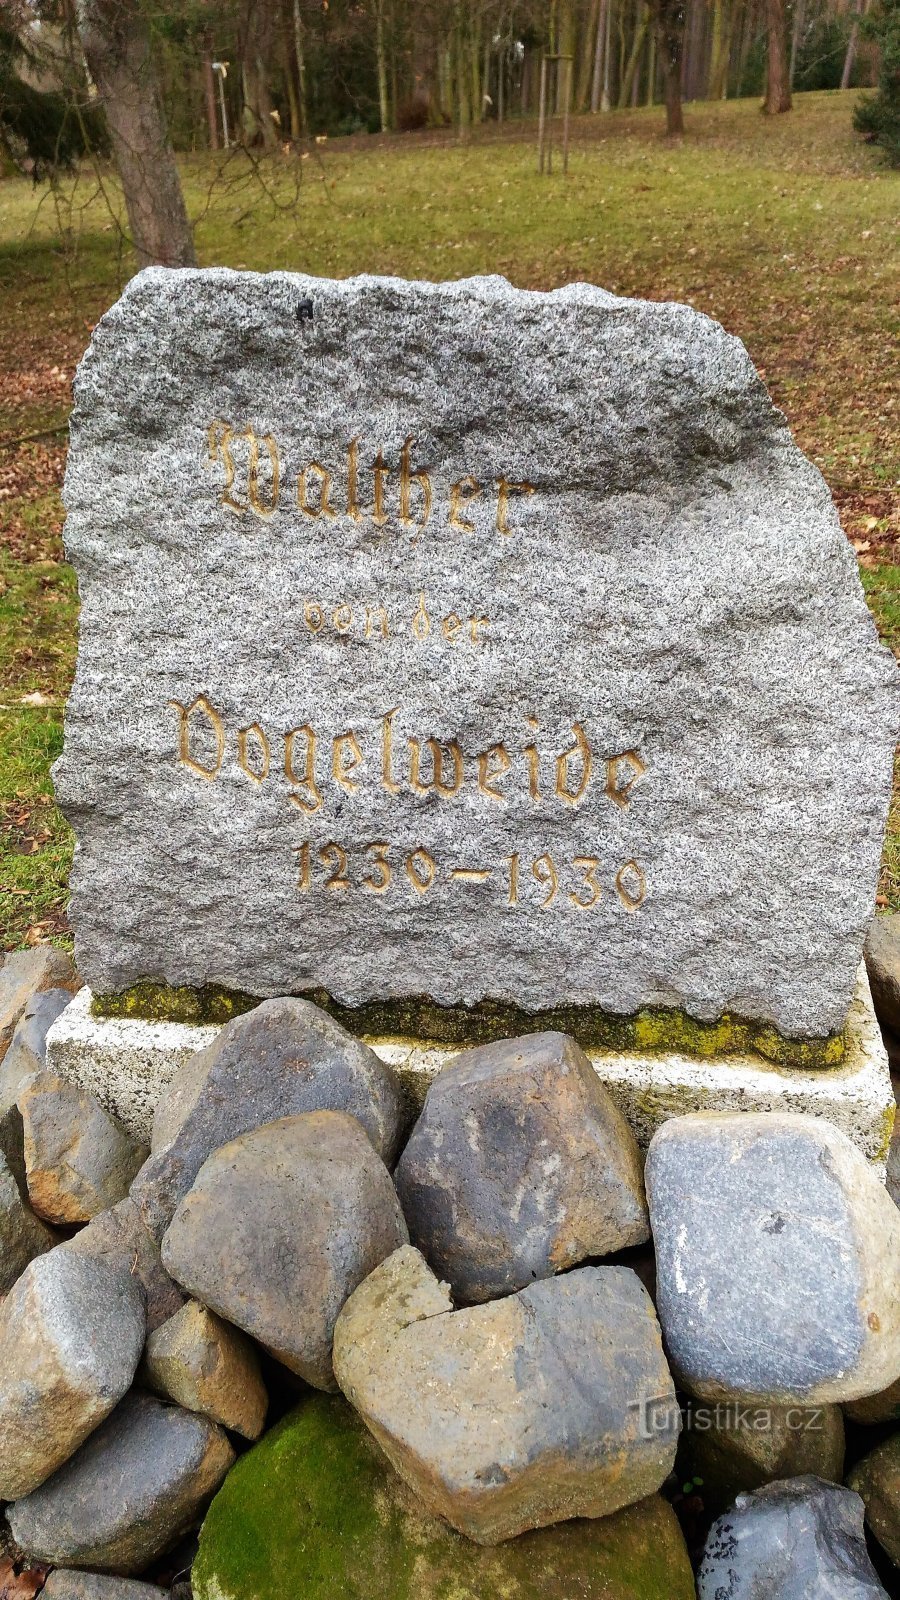 Walther
von der
Vogelweide
1230–1930
Turistika.cz